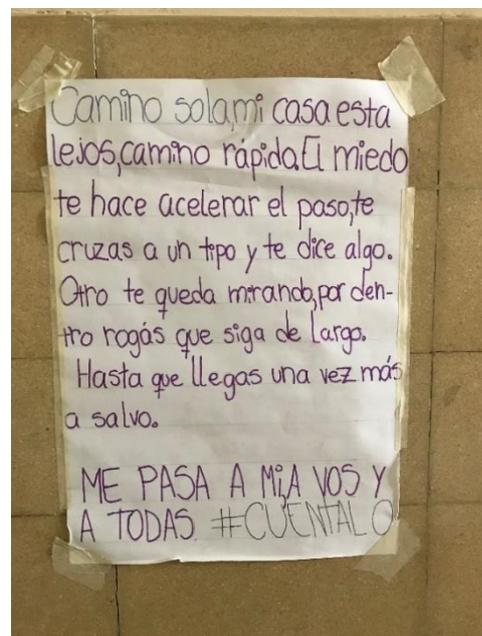 Camino sola,mi casa esta
lejos,camino rápida.El miedo
te hace acelerar el paso,te
cruzas a un tipo y te dice algo.
Otro te queda mirando,por den-
tro rogás que siga de largo.
Hasta que llegas una vez más
a salvo.
ME PASA A Mi,A VOS Y
A TODAS #CUENTALO